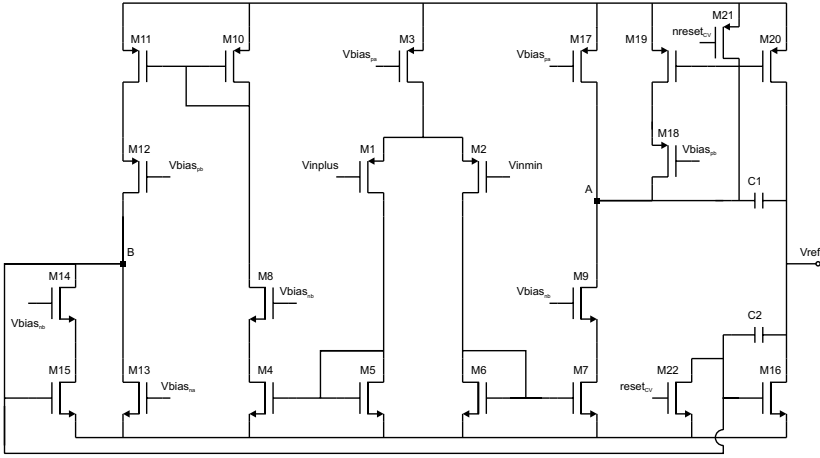 M21
nreset_CV
M11
M10
M3
M17
M19
M20
Vbias_pa
Vbias_pa
M12
Vbias_pb
M1
M2
Vinplus
Vinmin
M18
Vbias_pb
A
C1
B
Vref
M14
M8
M9
Vbias_nb
Vbias_nb
Vbias_nb
C2
M15
M13
Vbias_na
M4
M5
M6
M7
M22
reset_CV
M16